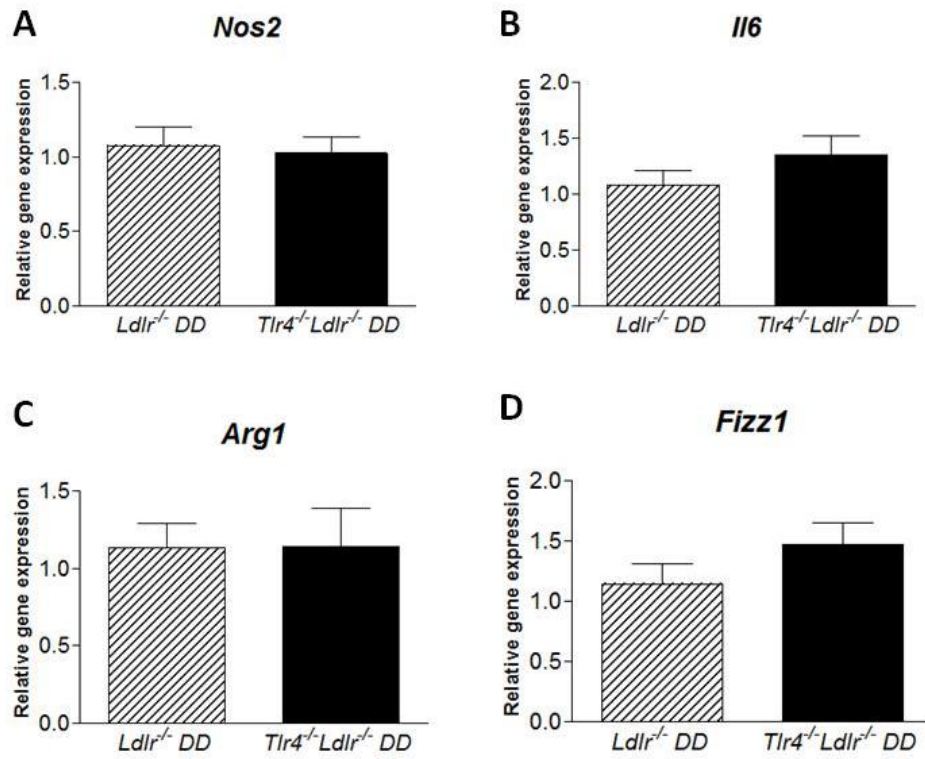 A
Nos2
Relative gene expression
1.5
1.0
0.5
0.0
Ldlr⁻/⁻ DD
Tlr4⁻/⁻Ldlr⁻/⁻ DD
B
Il6
Relative gene expression
2.0
1.5
1.0
0.5
0.0
Ldlr⁻/⁻ DD
Tlr4⁻/⁻Ldlr⁻/⁻ DD
C
Arg1
Relative gene expression
1.5
1.0
0.5
0.0
Ldlr⁻/⁻ DD
Tlr4⁻/⁻Ldlr⁻/⁻ DD
D
Fizz1
Relative gene expression
2.0
1.5
1.0
0.5
0.0
Ldlr⁻/⁻ DD
Tlr4⁻/⁻Ldlr⁻/⁻ DD